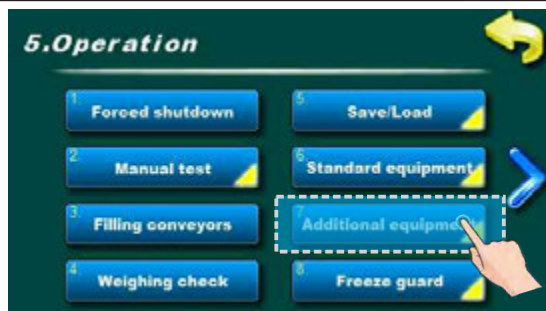 5.Operation
1. Forced shutdown
2. Manual test
3. Filling conveyors
4. Weighing check
5. Save/Load
6. Standard equipment
7. Additional equipment
8. Freeze guard